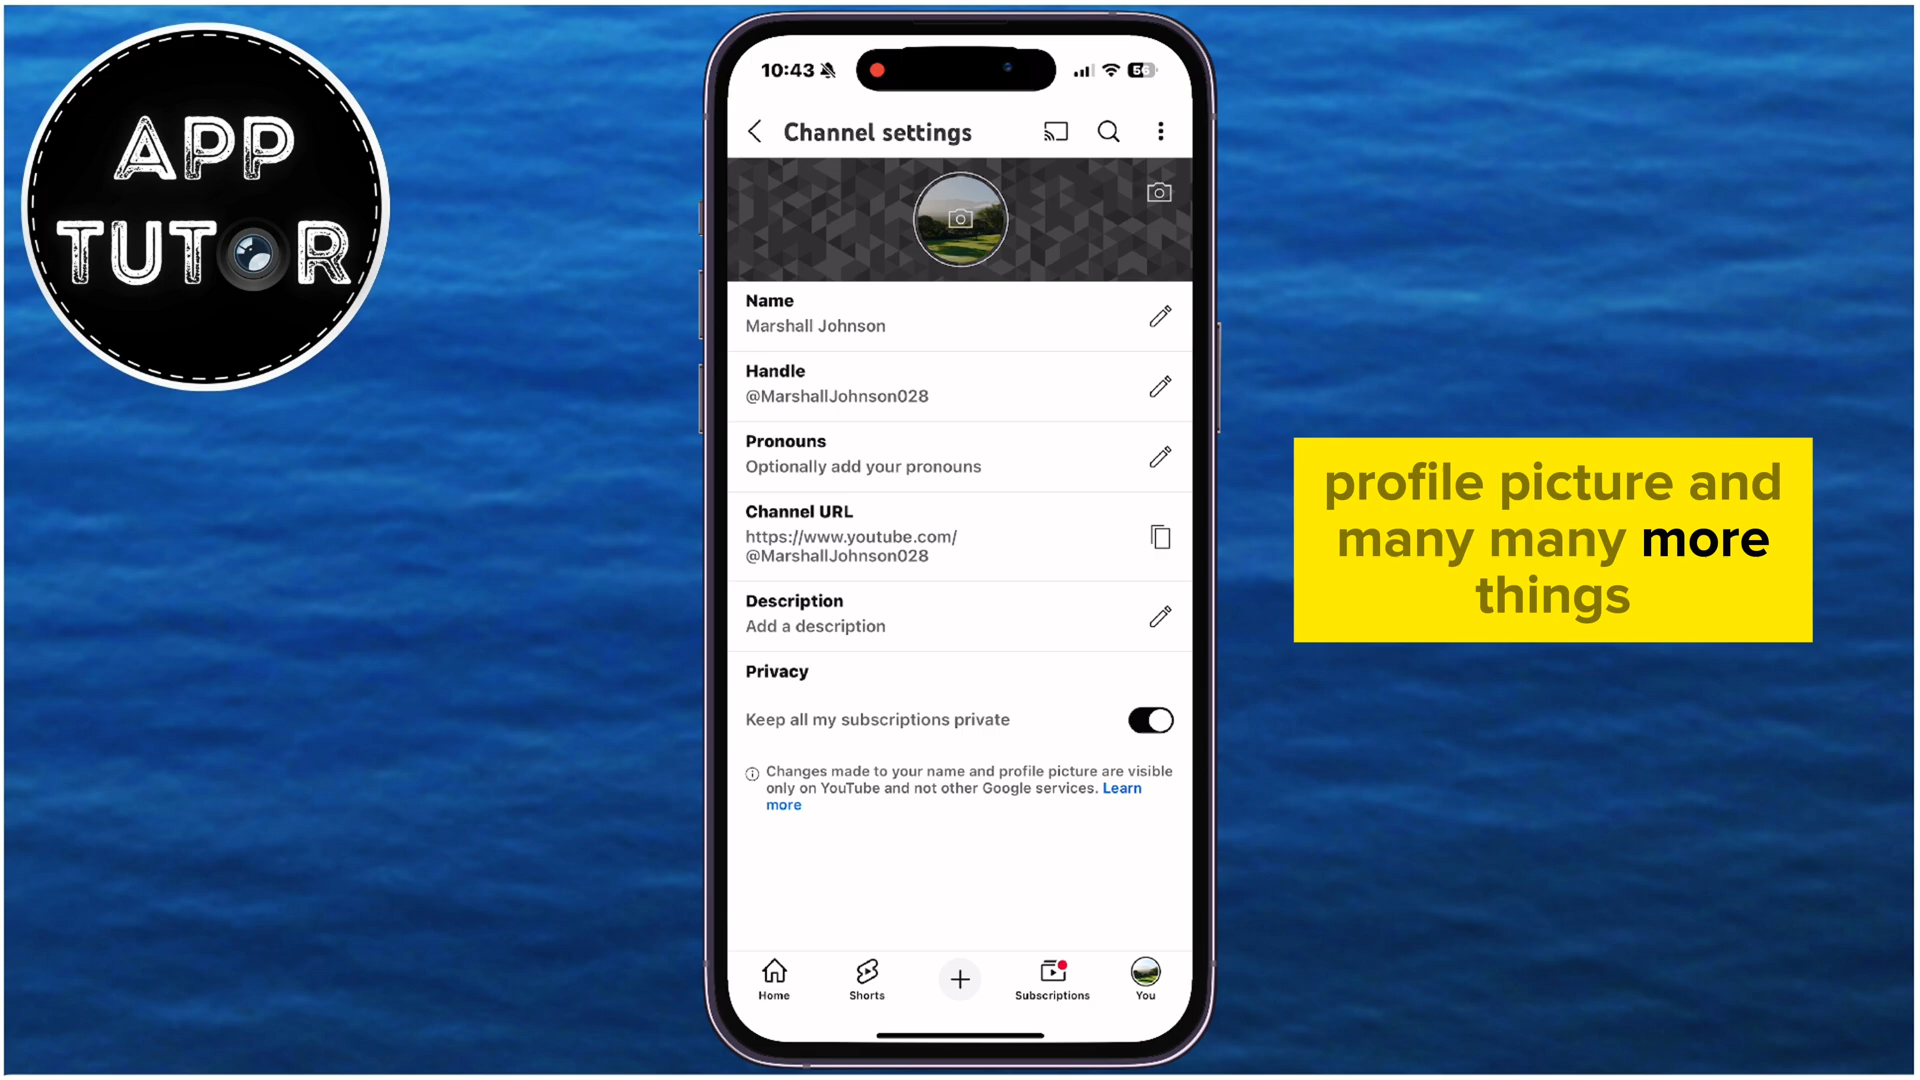 APP
TUTOR
10:43
56
Channel settings
Name
Marshall Johnson
Handle
@MarshallJohnson028
Pronouns
Optionally add your pronouns
Channel URL
https://www.youtube.com/
@MarshallJohnson028
Description
Add a description
Privacy
Keep all my subscriptions private
Changes made to your name and profile picture are visible
only on YouTube and not other Google services. Learn
more
Home
Shorts
Subscriptions
You
profile picture and
many many more
things